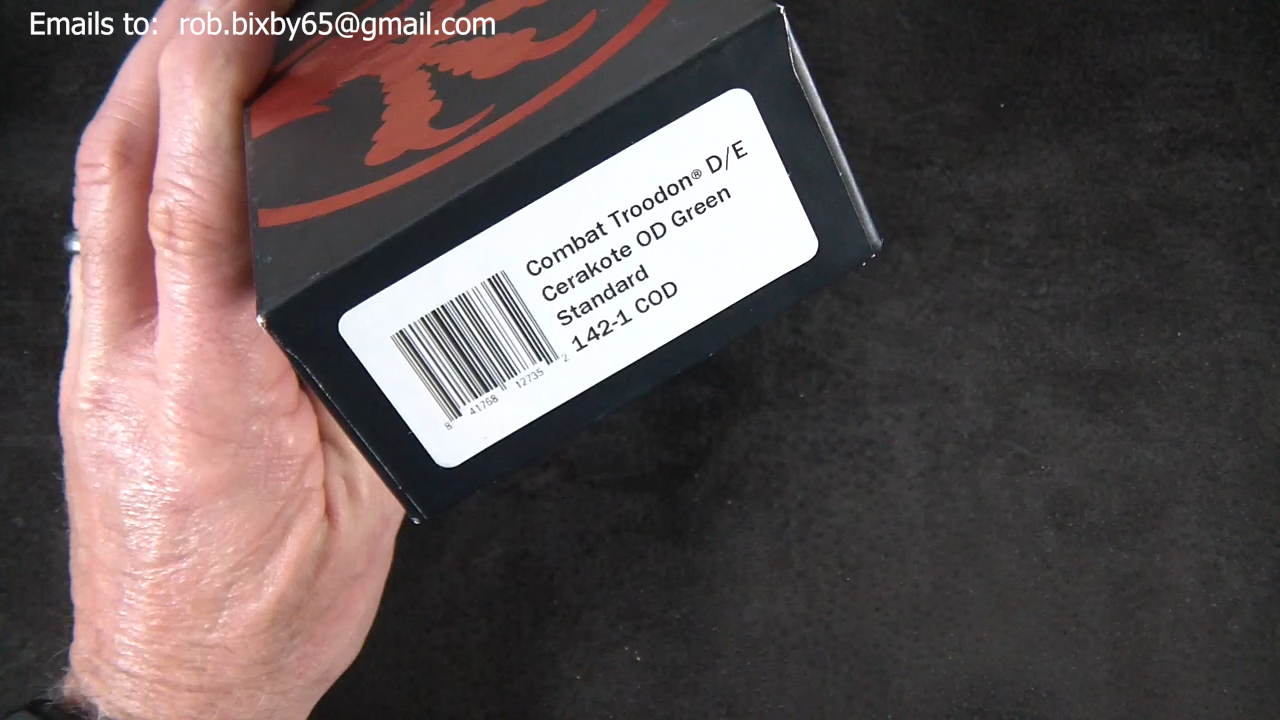 Emails to: rob.bixby65@gmail.com
Combat Troodon® D/E
Cerakote OD Green
Standard
142-1 COD
8 41768 12735 2